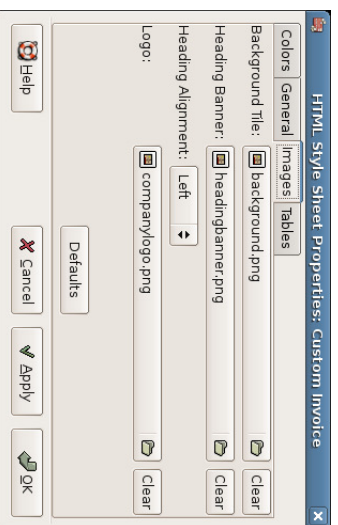 HTML Style Sheet Properties: Custom Invoice
Colors General Images Tables
Background Tile: background.png Clear
Heading Banner: headingbanner.png Clear
Heading Alignment: Left
Logo: companylogo.png Clear
Defaults
Help Cancel Apply OK